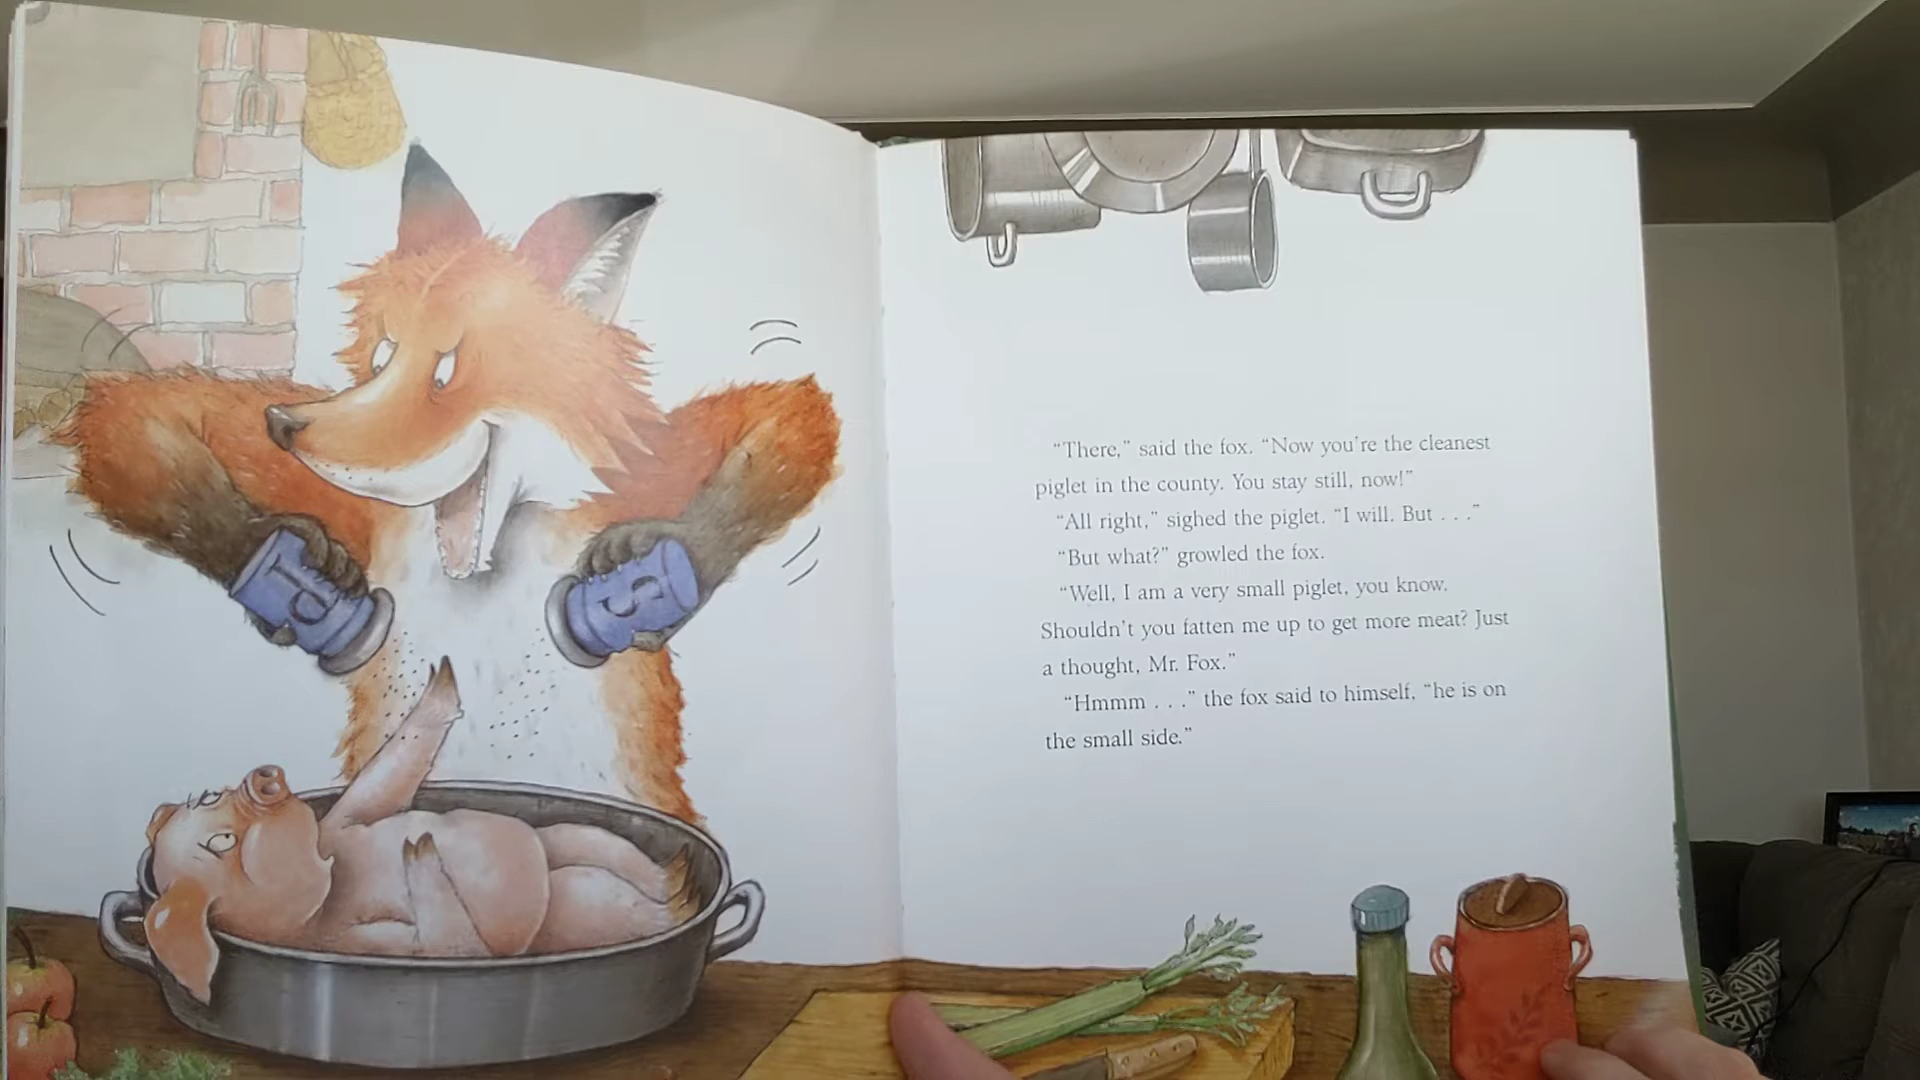 P
S
“There,” said the fox. “Now you’re the cleanest
piglet in the county. You stay still, now!”
“All right,” sighed the piglet. “I will. But . . .”
“But what?” growled the fox.
“Well, I am a very small piglet, you know.
Shouldn’t you fatten me up to get more meat? Just
a thought, Mr. Fox.”
“Hmmm . . .” the fox said to himself, “he is on
the small side.”